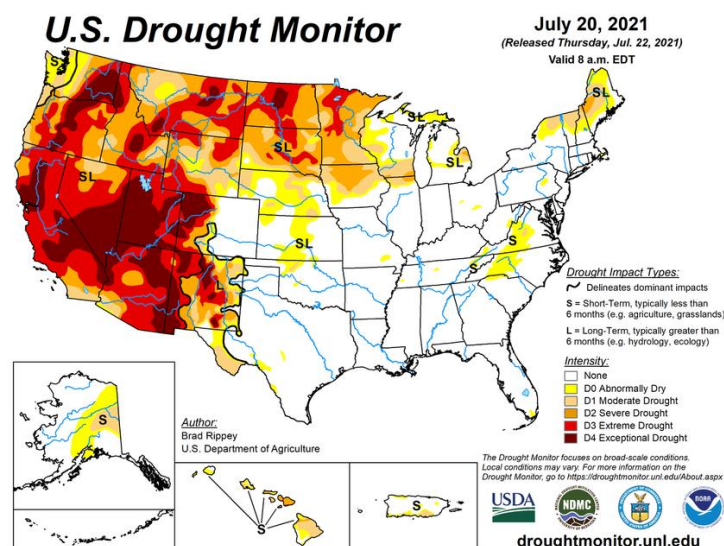 U.S. Drought Monitor
July 20, 2021
(Released Thursday, Jul. 22, 2021)
Valid 8 a.m. EDT
S
SL
SL
SL
SL
SL
SL
L
S
S
Drought Impact Types:
Delineates dominant impacts
S = Short-Term, typically less than
6 months (e.g. agriculture, grasslands)
L = Long-Term, typically greater than
6 months (e.g. hydrology, ecology)
Intensity:
None
D0 Abnormally Dry
D1 Moderate Drought
D2 Severe Drought
D3 Extreme Drought
D4 Exceptional Drought
S
Author:
Brad Rippey
U.S. Department of Agriculture
S
S
The Drought Monitor focuses on broad-scale conditions.
Local conditions may vary. For more information on the
Drought Monitor, go to https://droughtmonitor.unl.edu/About.aspx
USDA
NDMC
NOAA
droughtmonitor.unl.edu